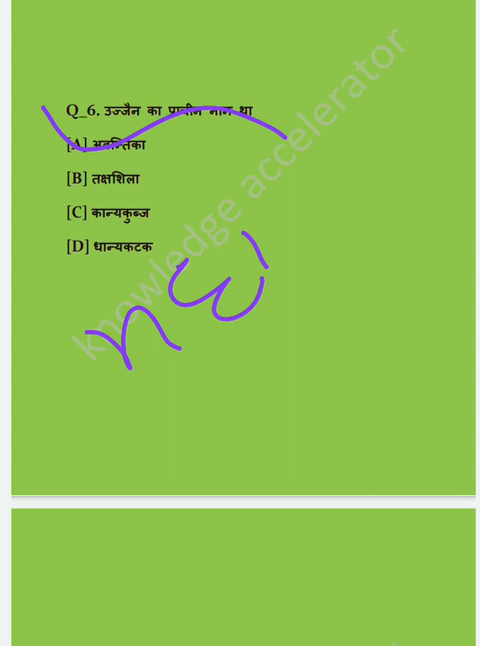 Q_6. उज्जैन का प्राचीन नाम था
[A] अवन्तिका
[B] तक्षशिला
[C] कान्यकुब्ज
[D] धान्यकटक
knowledge accelerator